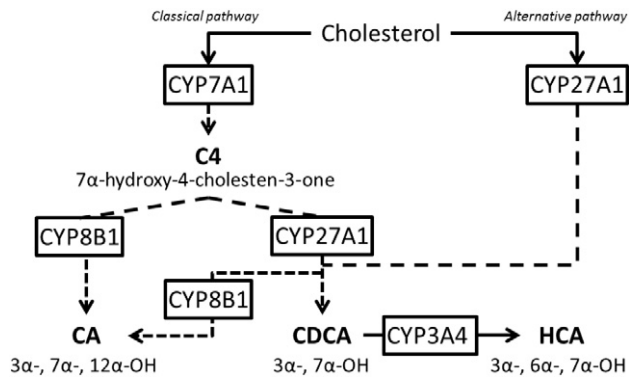 Classical pathway
Cholesterol
Alternative pathway
CYP7A1
CYP27A1
C4
7α-hydroxy-4-cholesten-3-one
CYP8B1
CYP27A1
CYP8B1
CA
CDCA
CYP3A4
HCA
3α-, 7α-, 12α-OH
3α-, 7α-OH
3α-, 6α-, 7α-OH